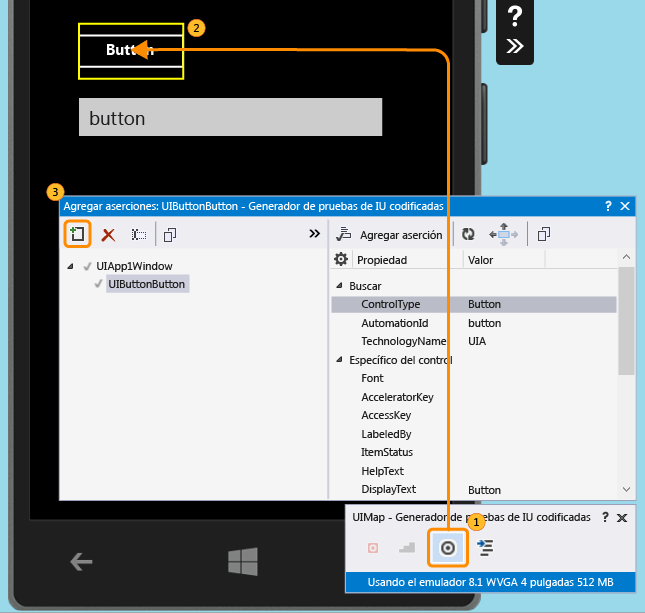 ?
2
Button
button
3
Agregar aserciones: UIButtonButton - Generador de pruebas de IU codificadas
Agregar aserción
UIApp1Window
UIButtonButton
Propiedad Valor
Buscar
ControlType Button
AutomationId button
TechnologyName UIA
Específico del control
Font
AcceleratorKey
AccessKey
LabeledBy
ItemStatus
HelpText
DisplayText Button
1
UIMap - Generador de pruebas de IU codificadas ?
Usando el emulador 8.1 WVGA 4 pulgadas 512 MB